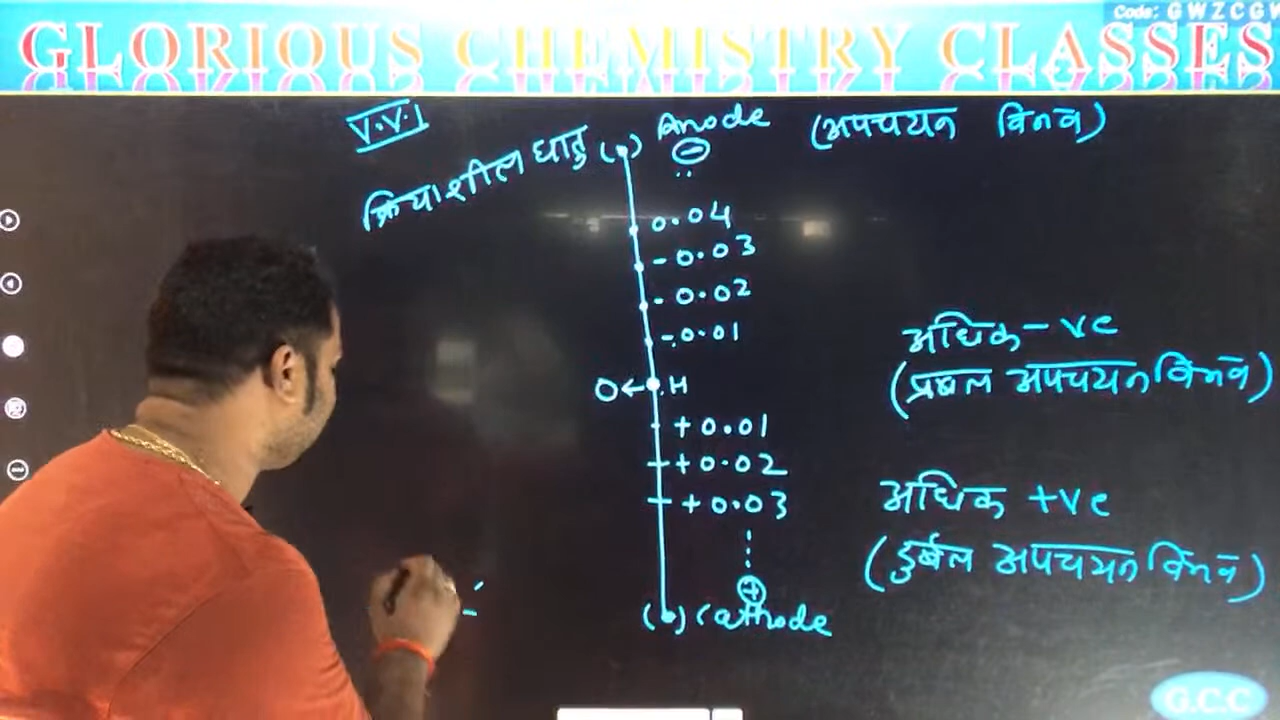 Code: G W Z C G W
GLORIOUS CHEMISTRY CLASSES
V.V.I
Anode (अपचयन विभव)
क्रियाशील धातु ( )
0.04
- 0.03
- 0.02
- 0.01
0 ← H
+ 0.01
+ 0.02
+ 0.03
( ) Cathode
अधिक -ve
(प्रबल अपचयन विभव)
अधिक +ve
(दुर्बल अपचयन विभव)
G.C.C